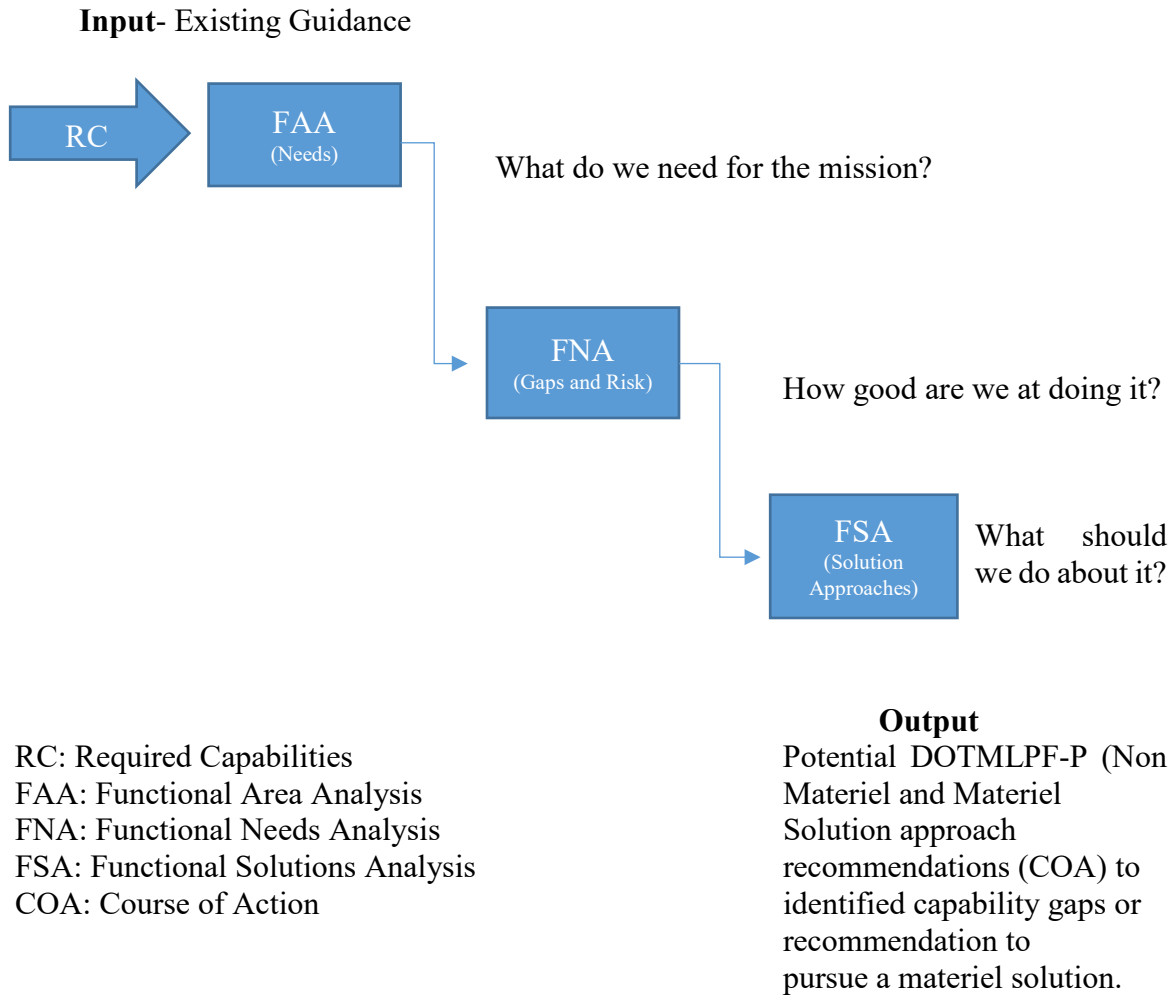 Input- Existing Guidance
RC
FAA
(Needs)
What do we need for the mission?
FNA
(Gaps and Risk)
How good are we at doing it?
FSA
(Solution
Approaches)
What should
we do about it?
RC: Required Capabilities
FAA: Functional Area Analysis
FNA: Functional Needs Analysis
FSA: Functional Solutions Analysis
COA: Course of Action
Output
Potential DOTMLPF-P (Non
Materiel and Materiel
Solution approach
recommendations (COA) to
identified capability gaps or
recommendation to
pursue a materiel solution.